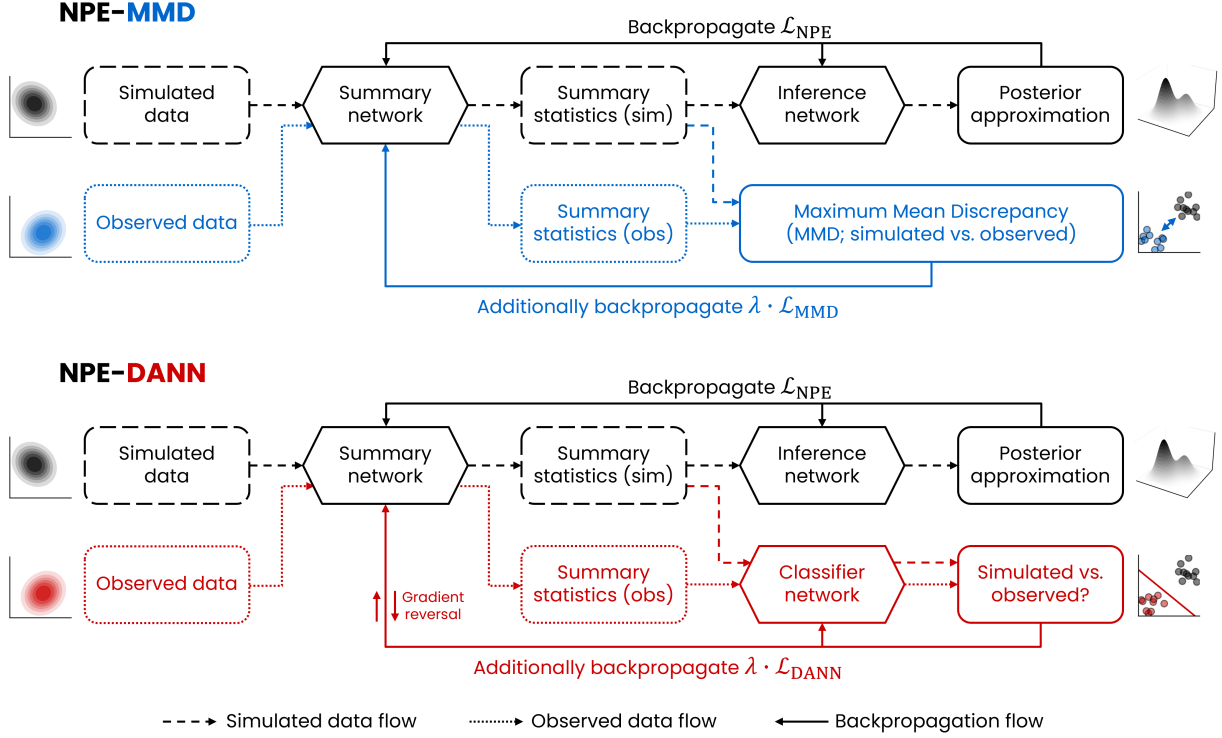 NPE-MMD
Backpropagate ℒNPE
Simulated
data
Summary
network
Summary
statistics (sim)
Inference
network
Posterior
approximation
Observed data
Summary
statistics (obs)
Maximum Mean Discrepancy
(MMD; simulated vs. observed)
Additionally backpropagate λ · ℒMMD
NPE-DANN
Backpropagate ℒNPE
Simulated
data
Summary
network
Summary
statistics (sim)
Inference
network
Posterior
approximation
Observed data
Gradient
reversal
Summary
statistics (obs)
Classifier
network
Simulated vs.
observed?
Additionally backpropagate λ · ℒDANN
Simulated data flow
Observed data flow
Backpropagation flow